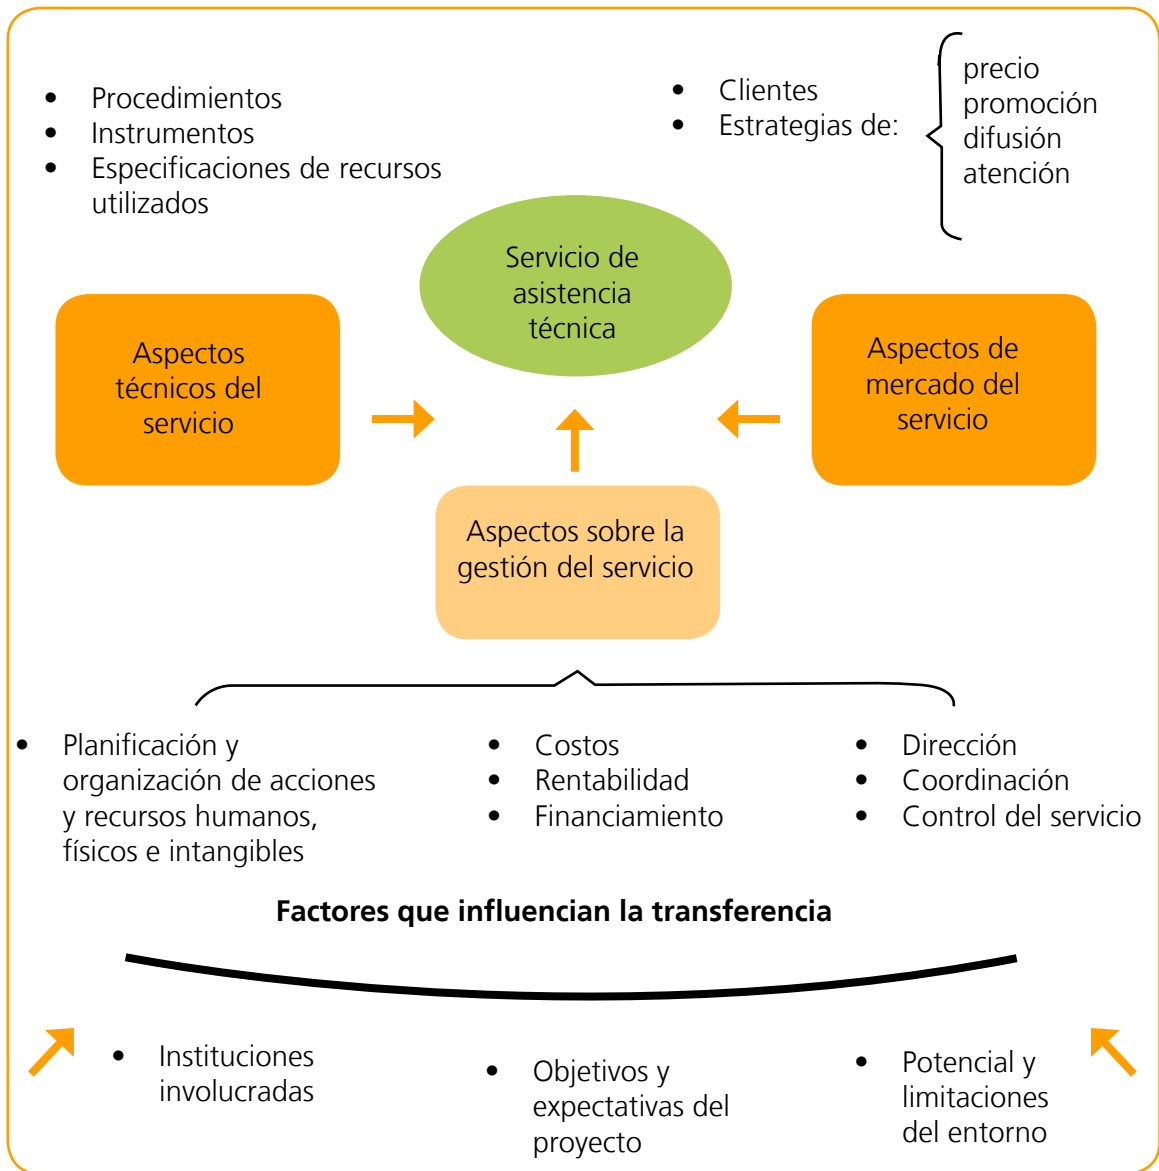 • Procedimientos
• Instrumentos
• Especificaciones de recursos
utilizados
• Clientes
• Estrategias de:
precio
promoción
difusión
atención
Servicio de
asistencia
técnica
Aspectos
técnicos del
servicio
Aspectos de
mercado del
servicio
Aspectos sobre la
gestión del servicio
• Planificación y
organización de acciones
y recursos humanos,
físicos e intangibles
• Costos
• Rentabilidad
• Financiamiento
• Dirección
• Coordinación
• Control del servicio
Factores que influencian la transferencia
• Instituciones
involucradas
• Objetivos y
expectativas del
proyecto
• Potencial y
limitaciones
del entorno